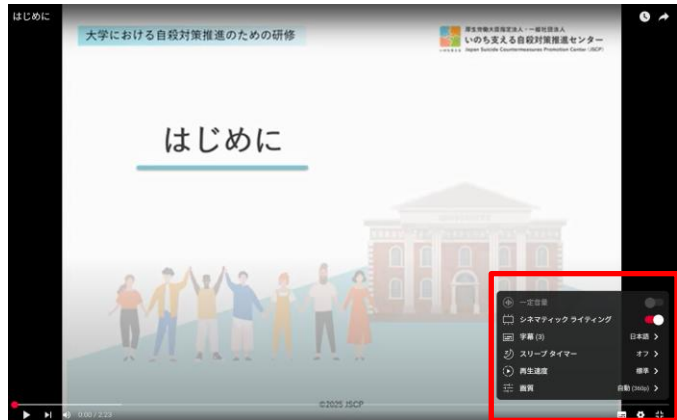 はじめに
大学における自殺対策推進のための研修
厚生労働大臣指定法人・一般社団法人
いのち支える自殺対策推進センター
Japan Suicide Countermeasures Promotion Center (JSCP)
はじめに
一定音量
シネマティック ライティング
字幕 (3) 日本語
スリープ タイマー オフ
再生速度 標準
画質 自動 (360p)
©2025 JSCP
0:00 / 2:23